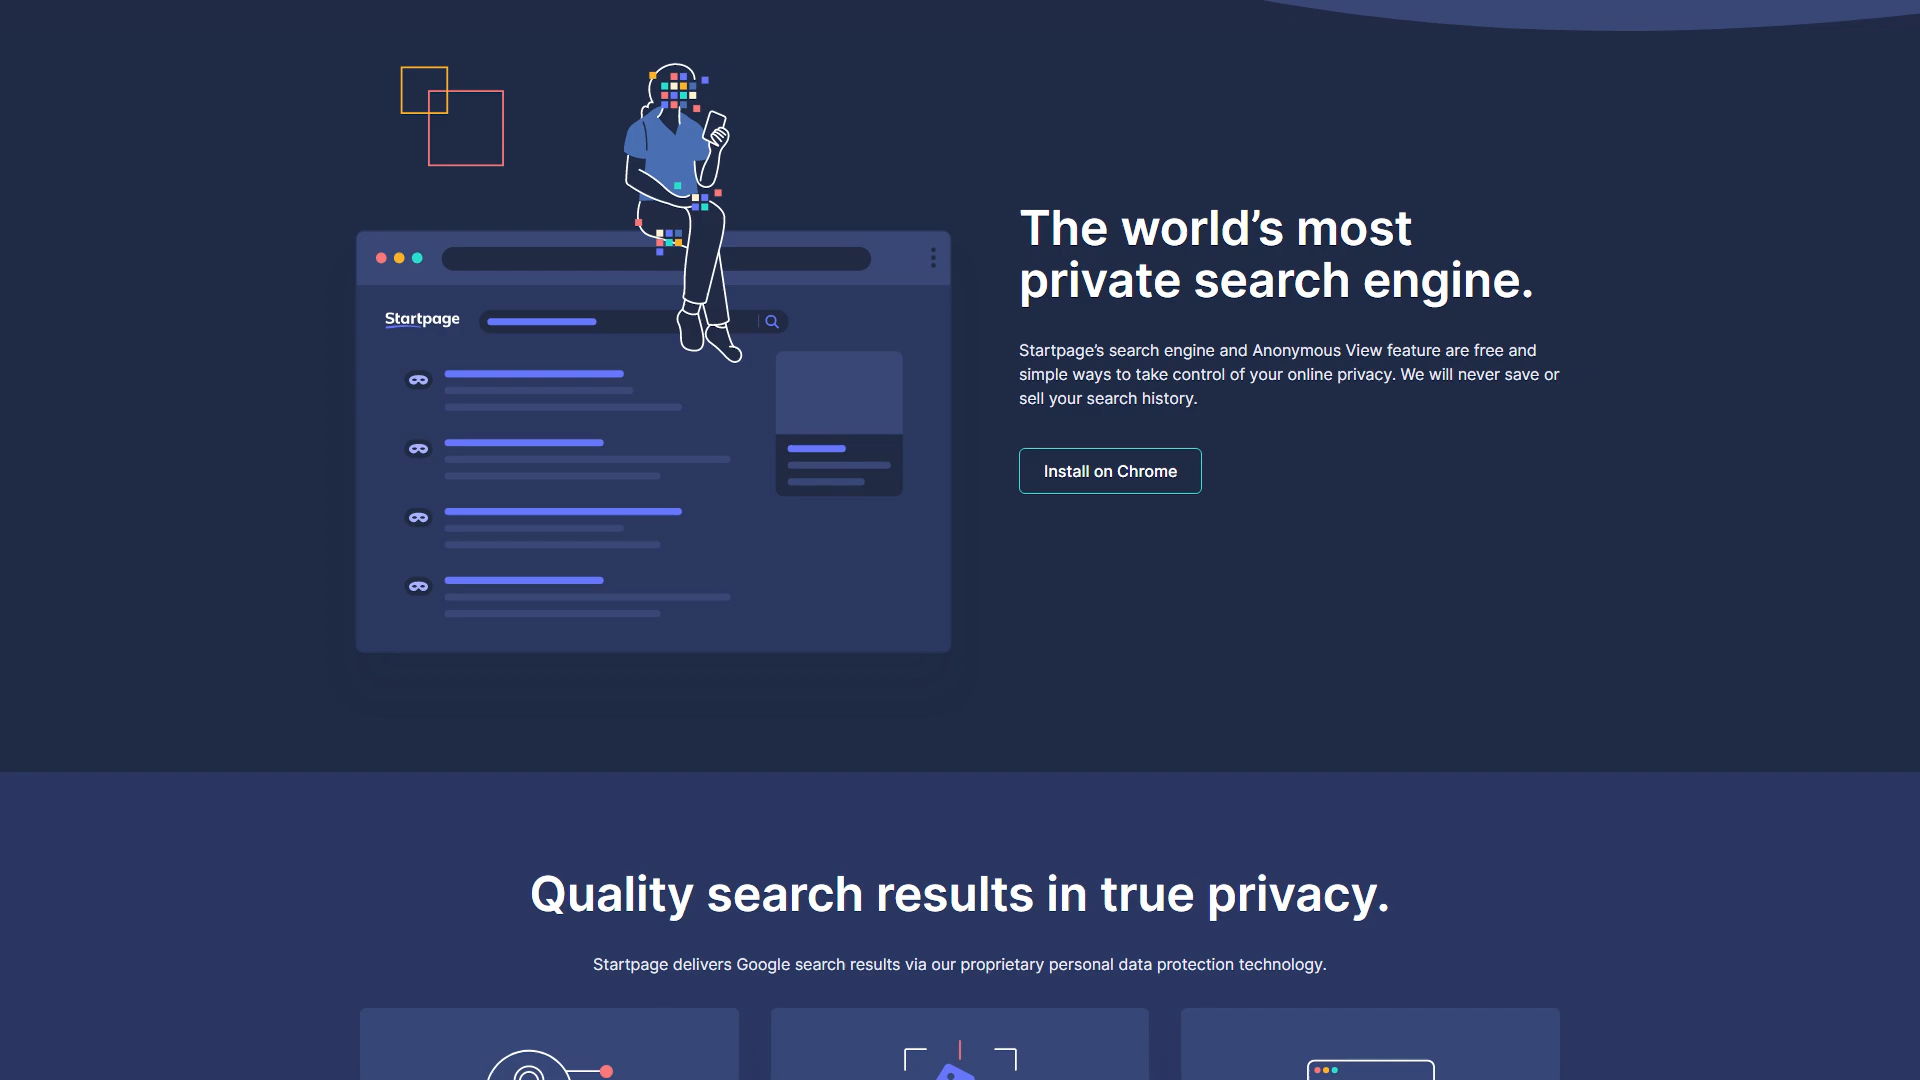 Startpage
The world’s most
private search engine.
Startpage’s search engine and Anonymous View feature are free and
simple ways to take control of your online privacy. We will never save or
sell your search history.
Install on Chrome
Quality search results in true privacy.
Startpage delivers Google search results via our proprietary personal data protection technology.